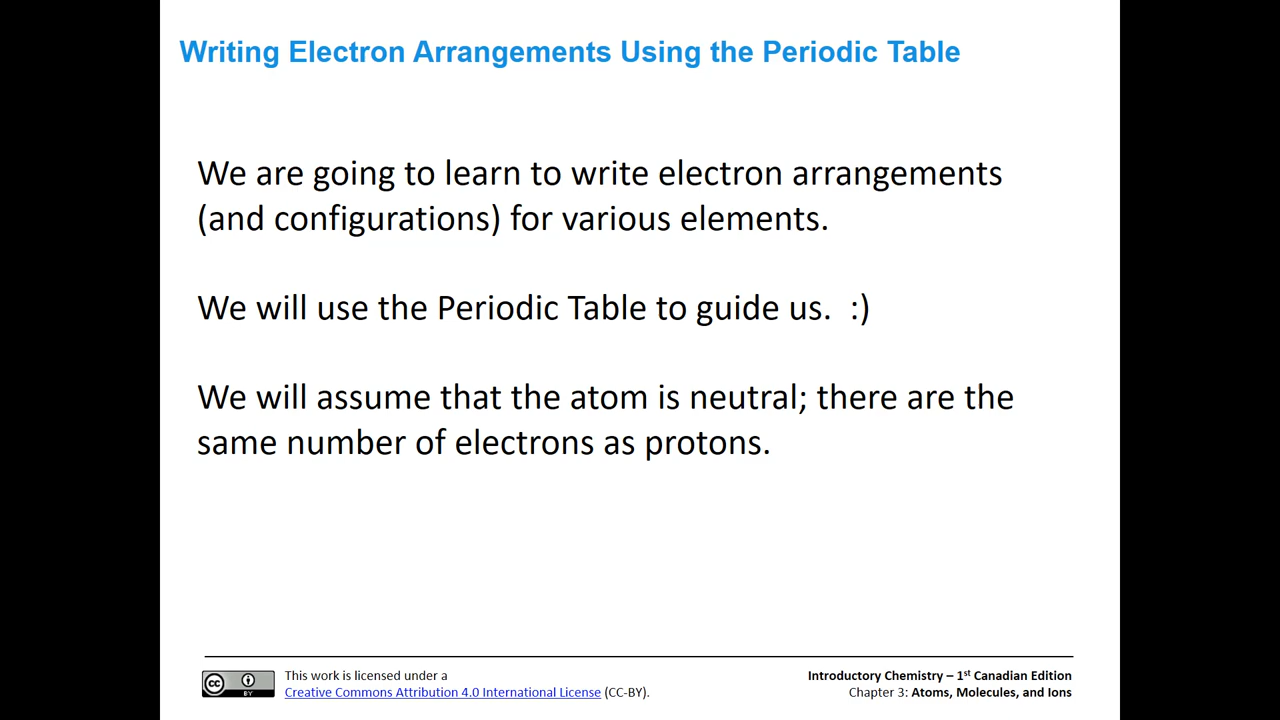 Writing Electron Arrangements Using the Periodic Table
We are going to learn to write electron arrangements
(and configurations) for various elements.
We will use the Periodic Table to guide us.  :)
We will assume that the atom is neutral; there are the
same number of electrons as protons.
cc BY
This work is licensed under a
Creative Commons Attribution 4.0 International License (CC-BY).
Introductory Chemistry – 1st Canadian Edition
Chapter 3: Atoms, Molecules, and Ions